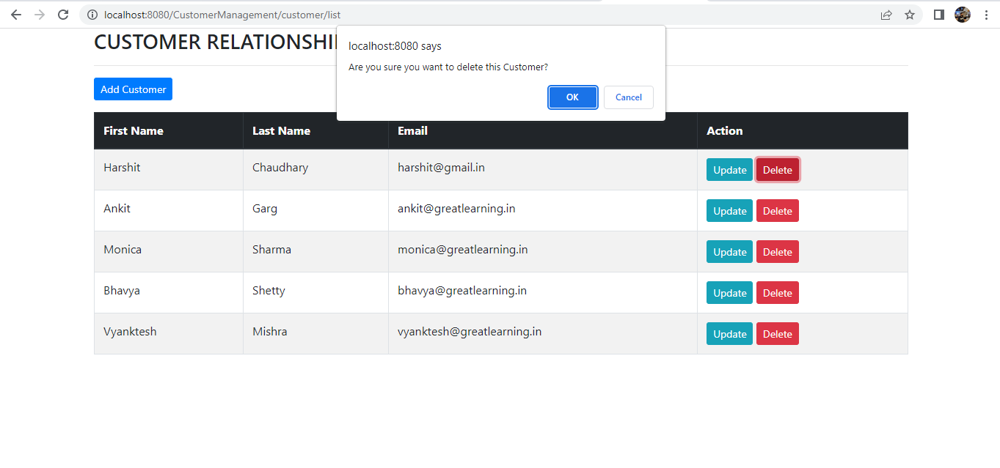 localhost:8080/CustomerManagement/customer/list
CUSTOMER RELATIONSHI
localhost:8080 says
Are you sure you want to delete this Customer?
OK Cancel
Add Customer
First Name Last Name Email Action
Harshit Chaudhary harshit@gmail.in Update Delete
Ankit Garg ankit@greatlearning.in Update Delete
Monica Sharma monica@greatlearning.in Update Delete
Bhavya Shetty bhavya@greatlearning.in Update Delete
Vyanktesh Mishra vyanktesh@greatlearning.in Update Delete